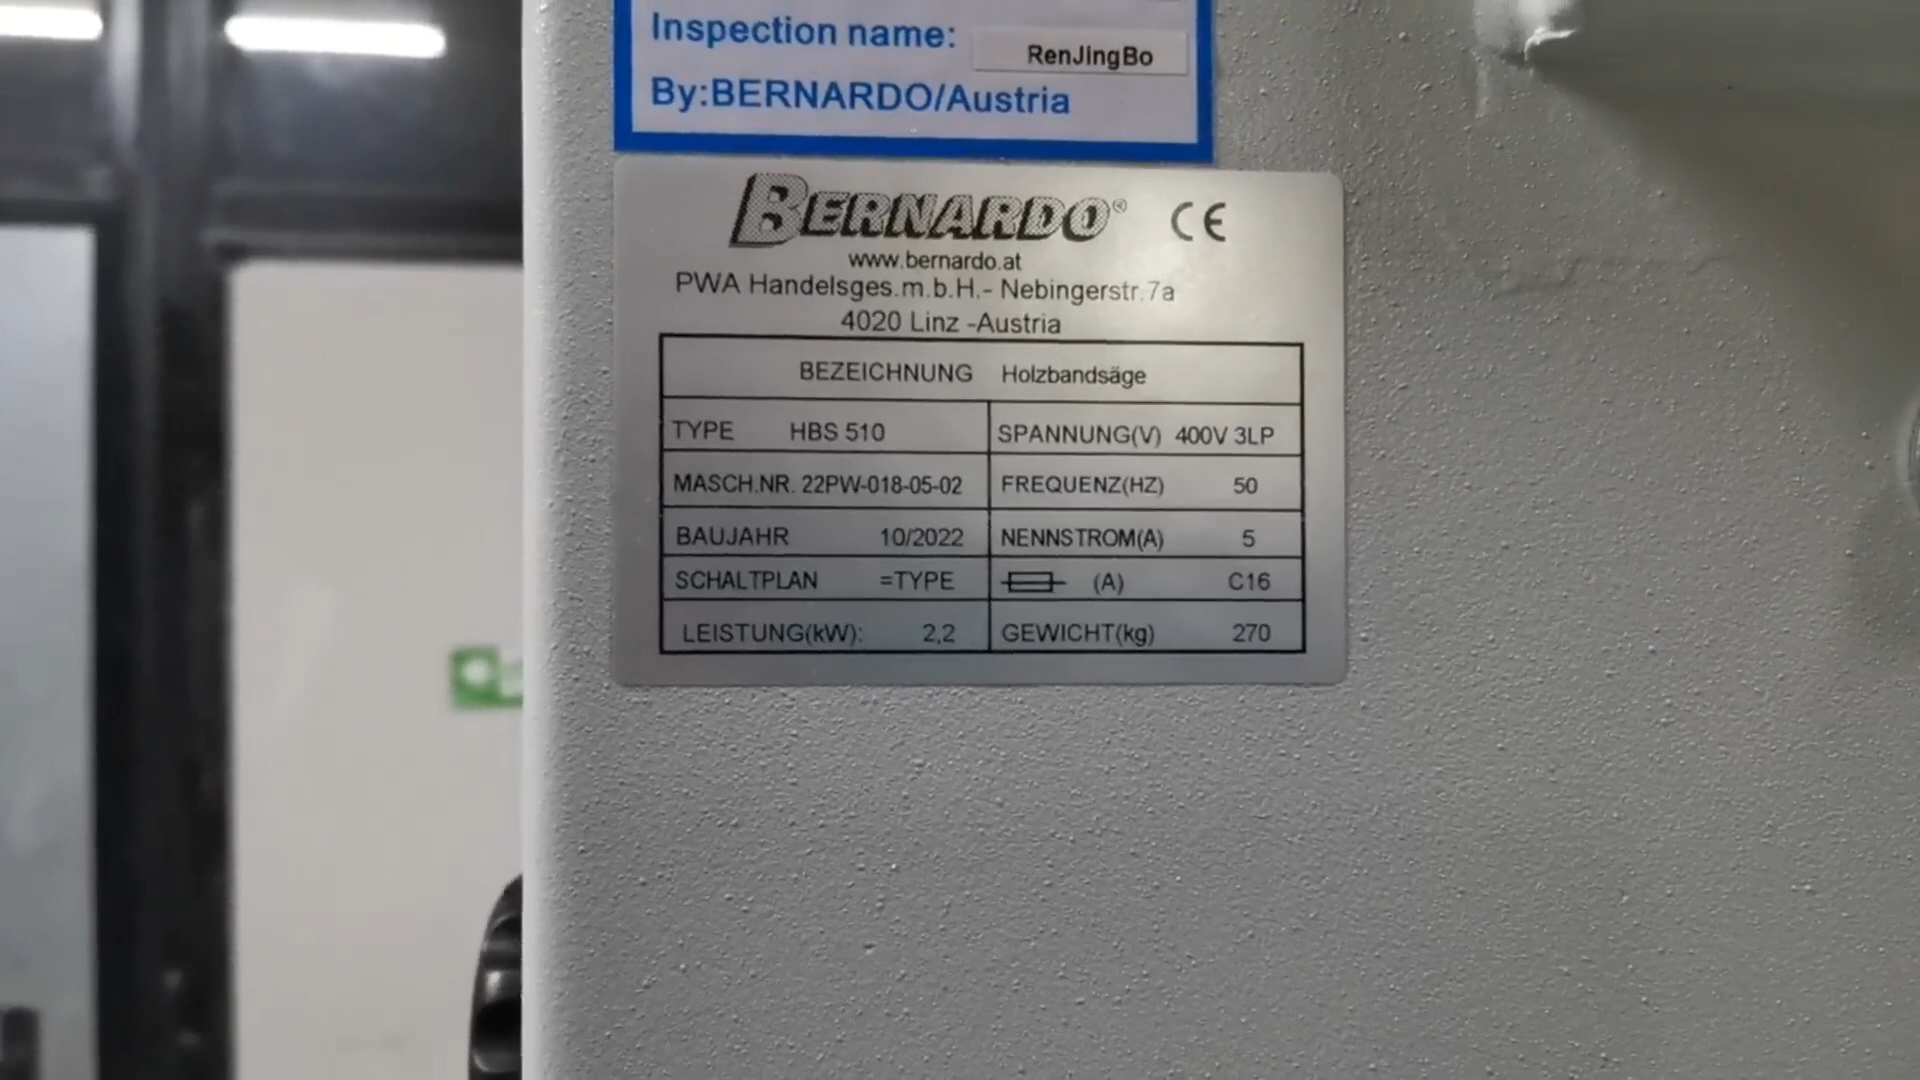 Inspection name: RenJingBo
By:BERNARDO/Austria
BERNARDO® CE
www.bernardo.at
PWA Handelsges.m.b.H.- Nebingerstr.7a
4020 Linz -Austria
BEZEICHNUNG Holzbandsäge
TYPE HBS 510 SPANNUNG(V) 400V 3LP
MASCH.NR. 22PW-018-05-02 FREQUENZ(HZ) 50
BAUJAHR 10/2022 NENNSTROM(A) 5
SCHALTPLAN =TYPE (A) C16
LEISTUNG(kW): 2,2 GEWICHT(kg) 270